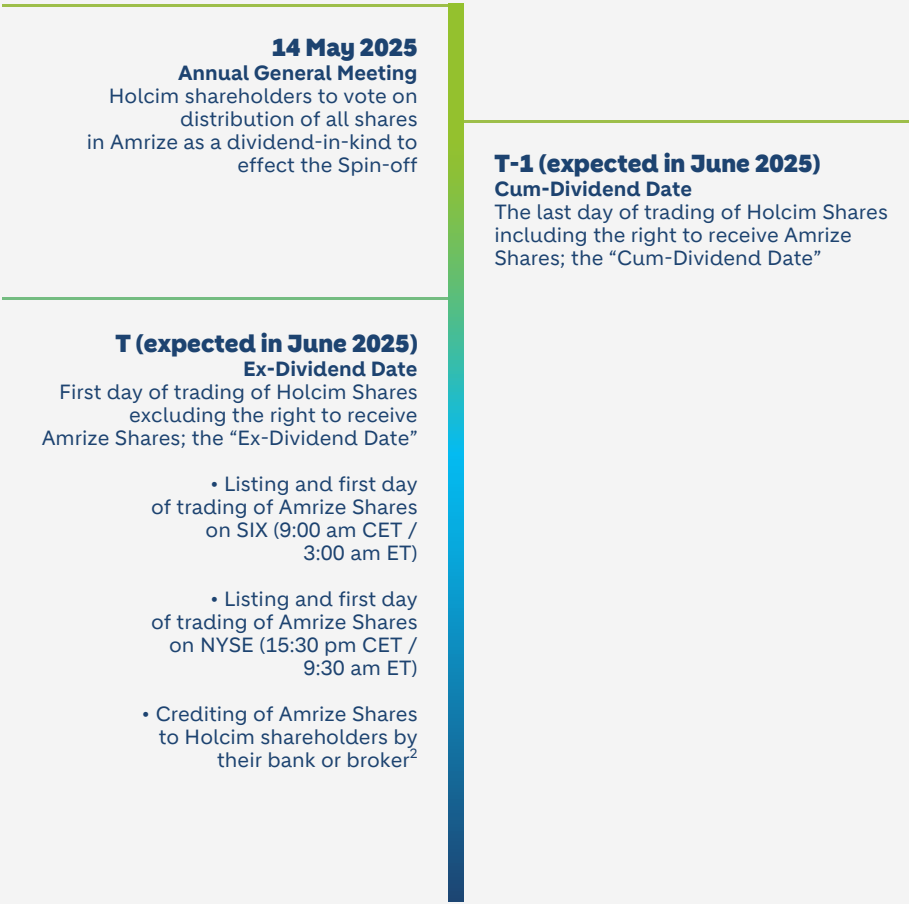 14 May 2025
Annual General Meeting
Holcim shareholders to vote on
distribution of all shares
in Amrize as a dividend-in-kind to
effect the Spin-off
T-1 (expected in June 2025)
Cum-Dividend Date
The last day of trading of Holcim Shares
including the right to receive Amrize
Shares; the “Cum-Dividend Date”
T (expected in June 2025)
Ex-Dividend Date
First day of trading of Holcim Shares
excluding the right to receive
Amrize Shares; the “Ex-Dividend Date”
• Listing and first day
of trading of Amrize Shares
on SIX (9:00 am CET /
3:00 am ET)
• Listing and first day
of trading of Amrize Shares
on NYSE (15:30 pm CET /
9:30 am ET)
• Crediting of Amrize Shares
to Holcim shareholders by
their bank or broker²